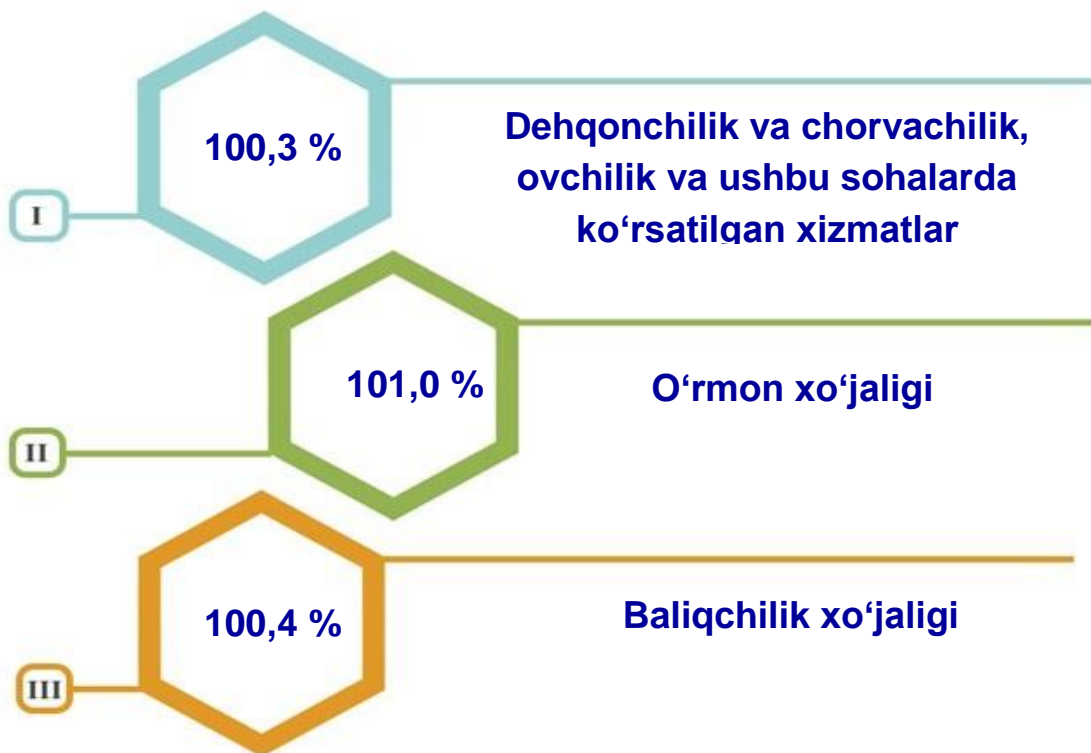 I
100,3 %
Dehqonchilik va chorvachilik,
ovchilik va ushbu sohalarda
ko‘rsatilgan xizmatlar
II
101,0 %
O‘rmon xo‘jaligi
III
100,4 %
Baliqchilik xo‘jaligi